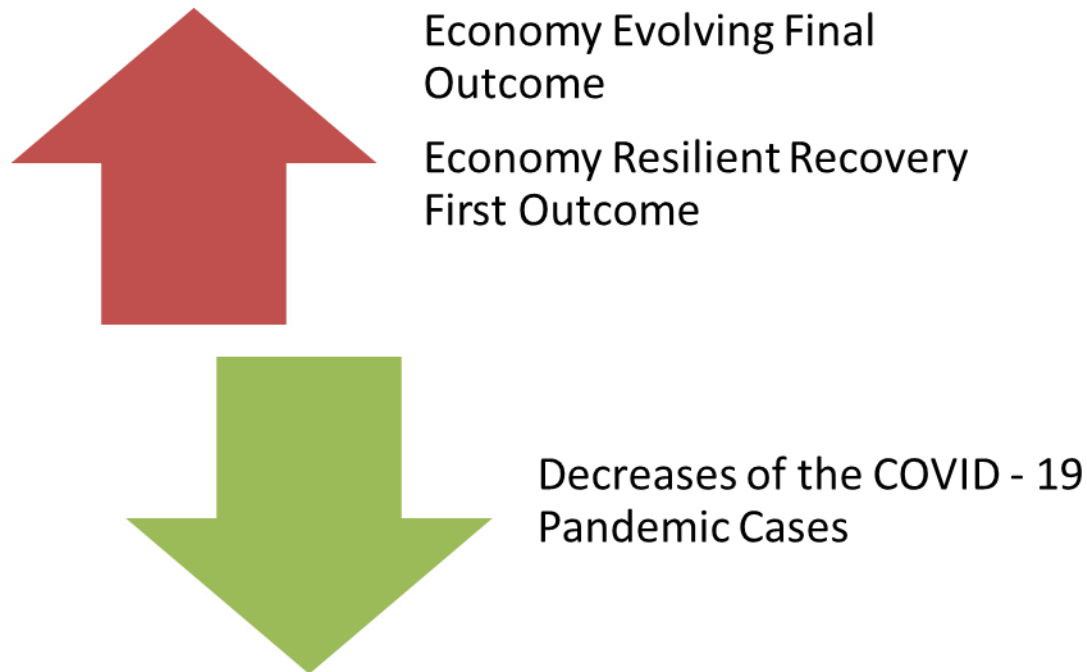 Economy Evolving Final
Outcome
Economy Resilient Recovery
First Outcome
Decreases of the COVID - 19
Pandemic Cases